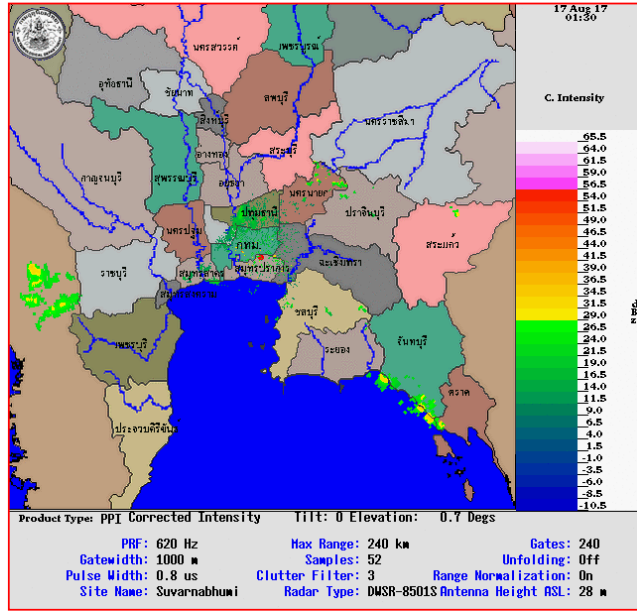 17 Aug 17
01:30
C. Intensity
65.5
64.0
61.5
59.0
56.5
54.0
51.5
49.0
46.5
44.0
41.5
39.0
36.5
34.0
31.5
29.0
26.5
24.0
21.5
19.0
16.5
14.0
11.5
9.0
6.5
4.0
1.5
-1.0
-3.5
-6.0
-8.5
-10.5
นครสวรรค์
เพชรบูรณ์
อุทัยธานี
ชัยนาท
ลพบุรี
สิงห์บุรี
นครราชสีมา
อ่างทอง
สระบุรี
กาญจนบุรี
สุพรรณบุรี
อยุธยา
นครนายก
ปราจีนบุรี
ปทุมธานี
นครปฐม
กทม.
สระแก้ว
ราชบุรี
สมุทรสาคร
สมุทรปราการ
ฉะเชิงเทรา
สมุทรสงคราม
ชลบุรี
เพชรบุรี
ระยอง
จันทบุรี
ตราด
ประจวบคีรีขันธ์
Product Type: PPI Corrected Intensity Tilt: 0 Elevation: 0.7 Degs
PRF: 620 Hz Max Range: 240 km Gates: 240
Gatewidth: 1000 m Samples: 52 Unfolding: Off
Pulse Width: 0.8 us Clutter Filter: 3 Range Normalization: On
Site Name: Suvarnabhumi Radar Type: DWSR-8501S Antenna Height ASL: 28 m